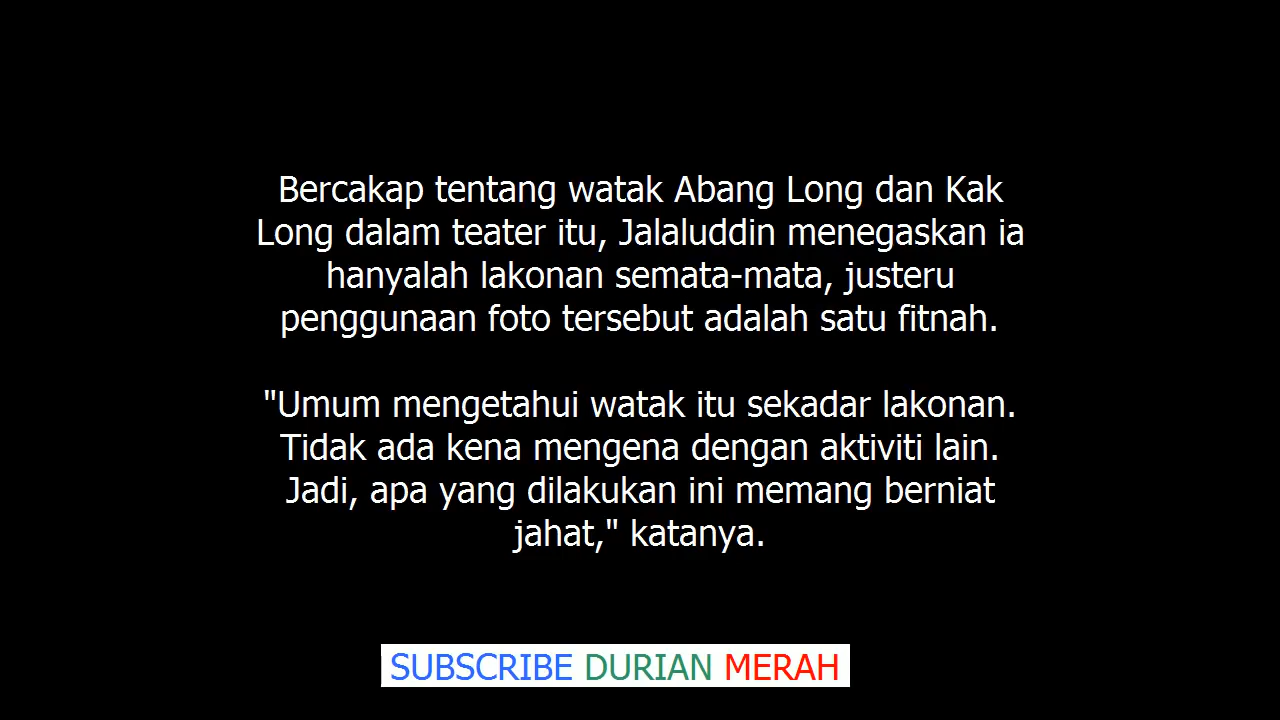 Bercakap tentang watak Abang Long dan Kak
Long dalam teater itu, Jalaluddin menegaskan ia
hanyalah lakonan semata-mata, justeru
penggunaan foto tersebut adalah satu fitnah.
"Umum mengetahui watak itu sekadar lakonan.
Tidak ada kena mengena dengan aktiviti lain.
Jadi, apa yang dilakukan ini memang berniat
jahat," katanya.
SUBSCRIBE DURIAN MERAH